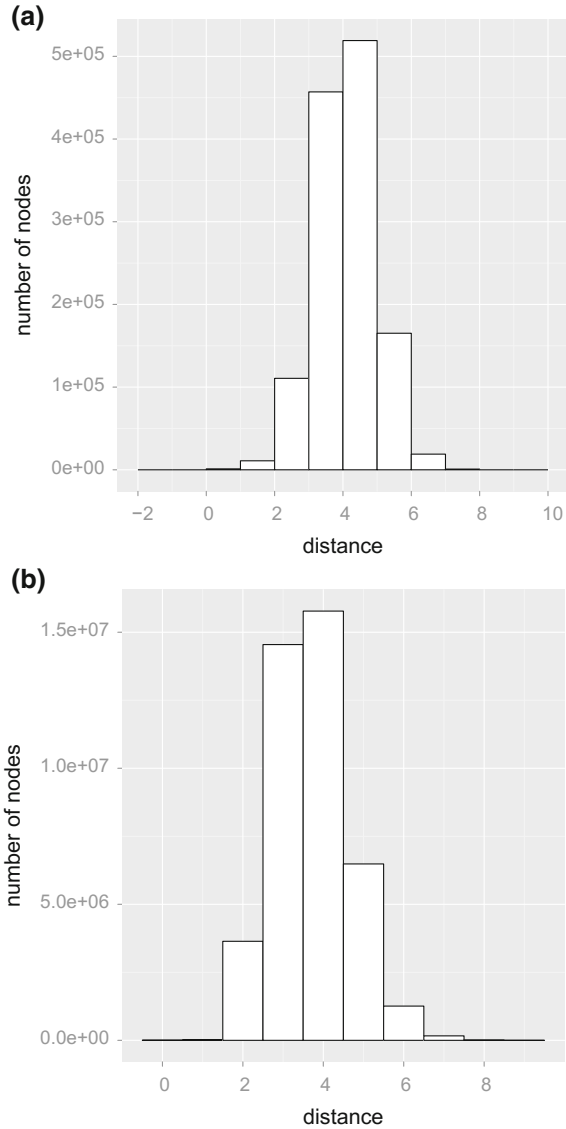 (a)
number of nodes
5e+05
4e+05
3e+05
2e+05
1e+05
0e+00
−2 0 2 4 6 8 10
distance
(b)
number of nodes
1.5e+07
1.0e+07
5.0e+06
0.0e+00
0 2 4 6 8
distance